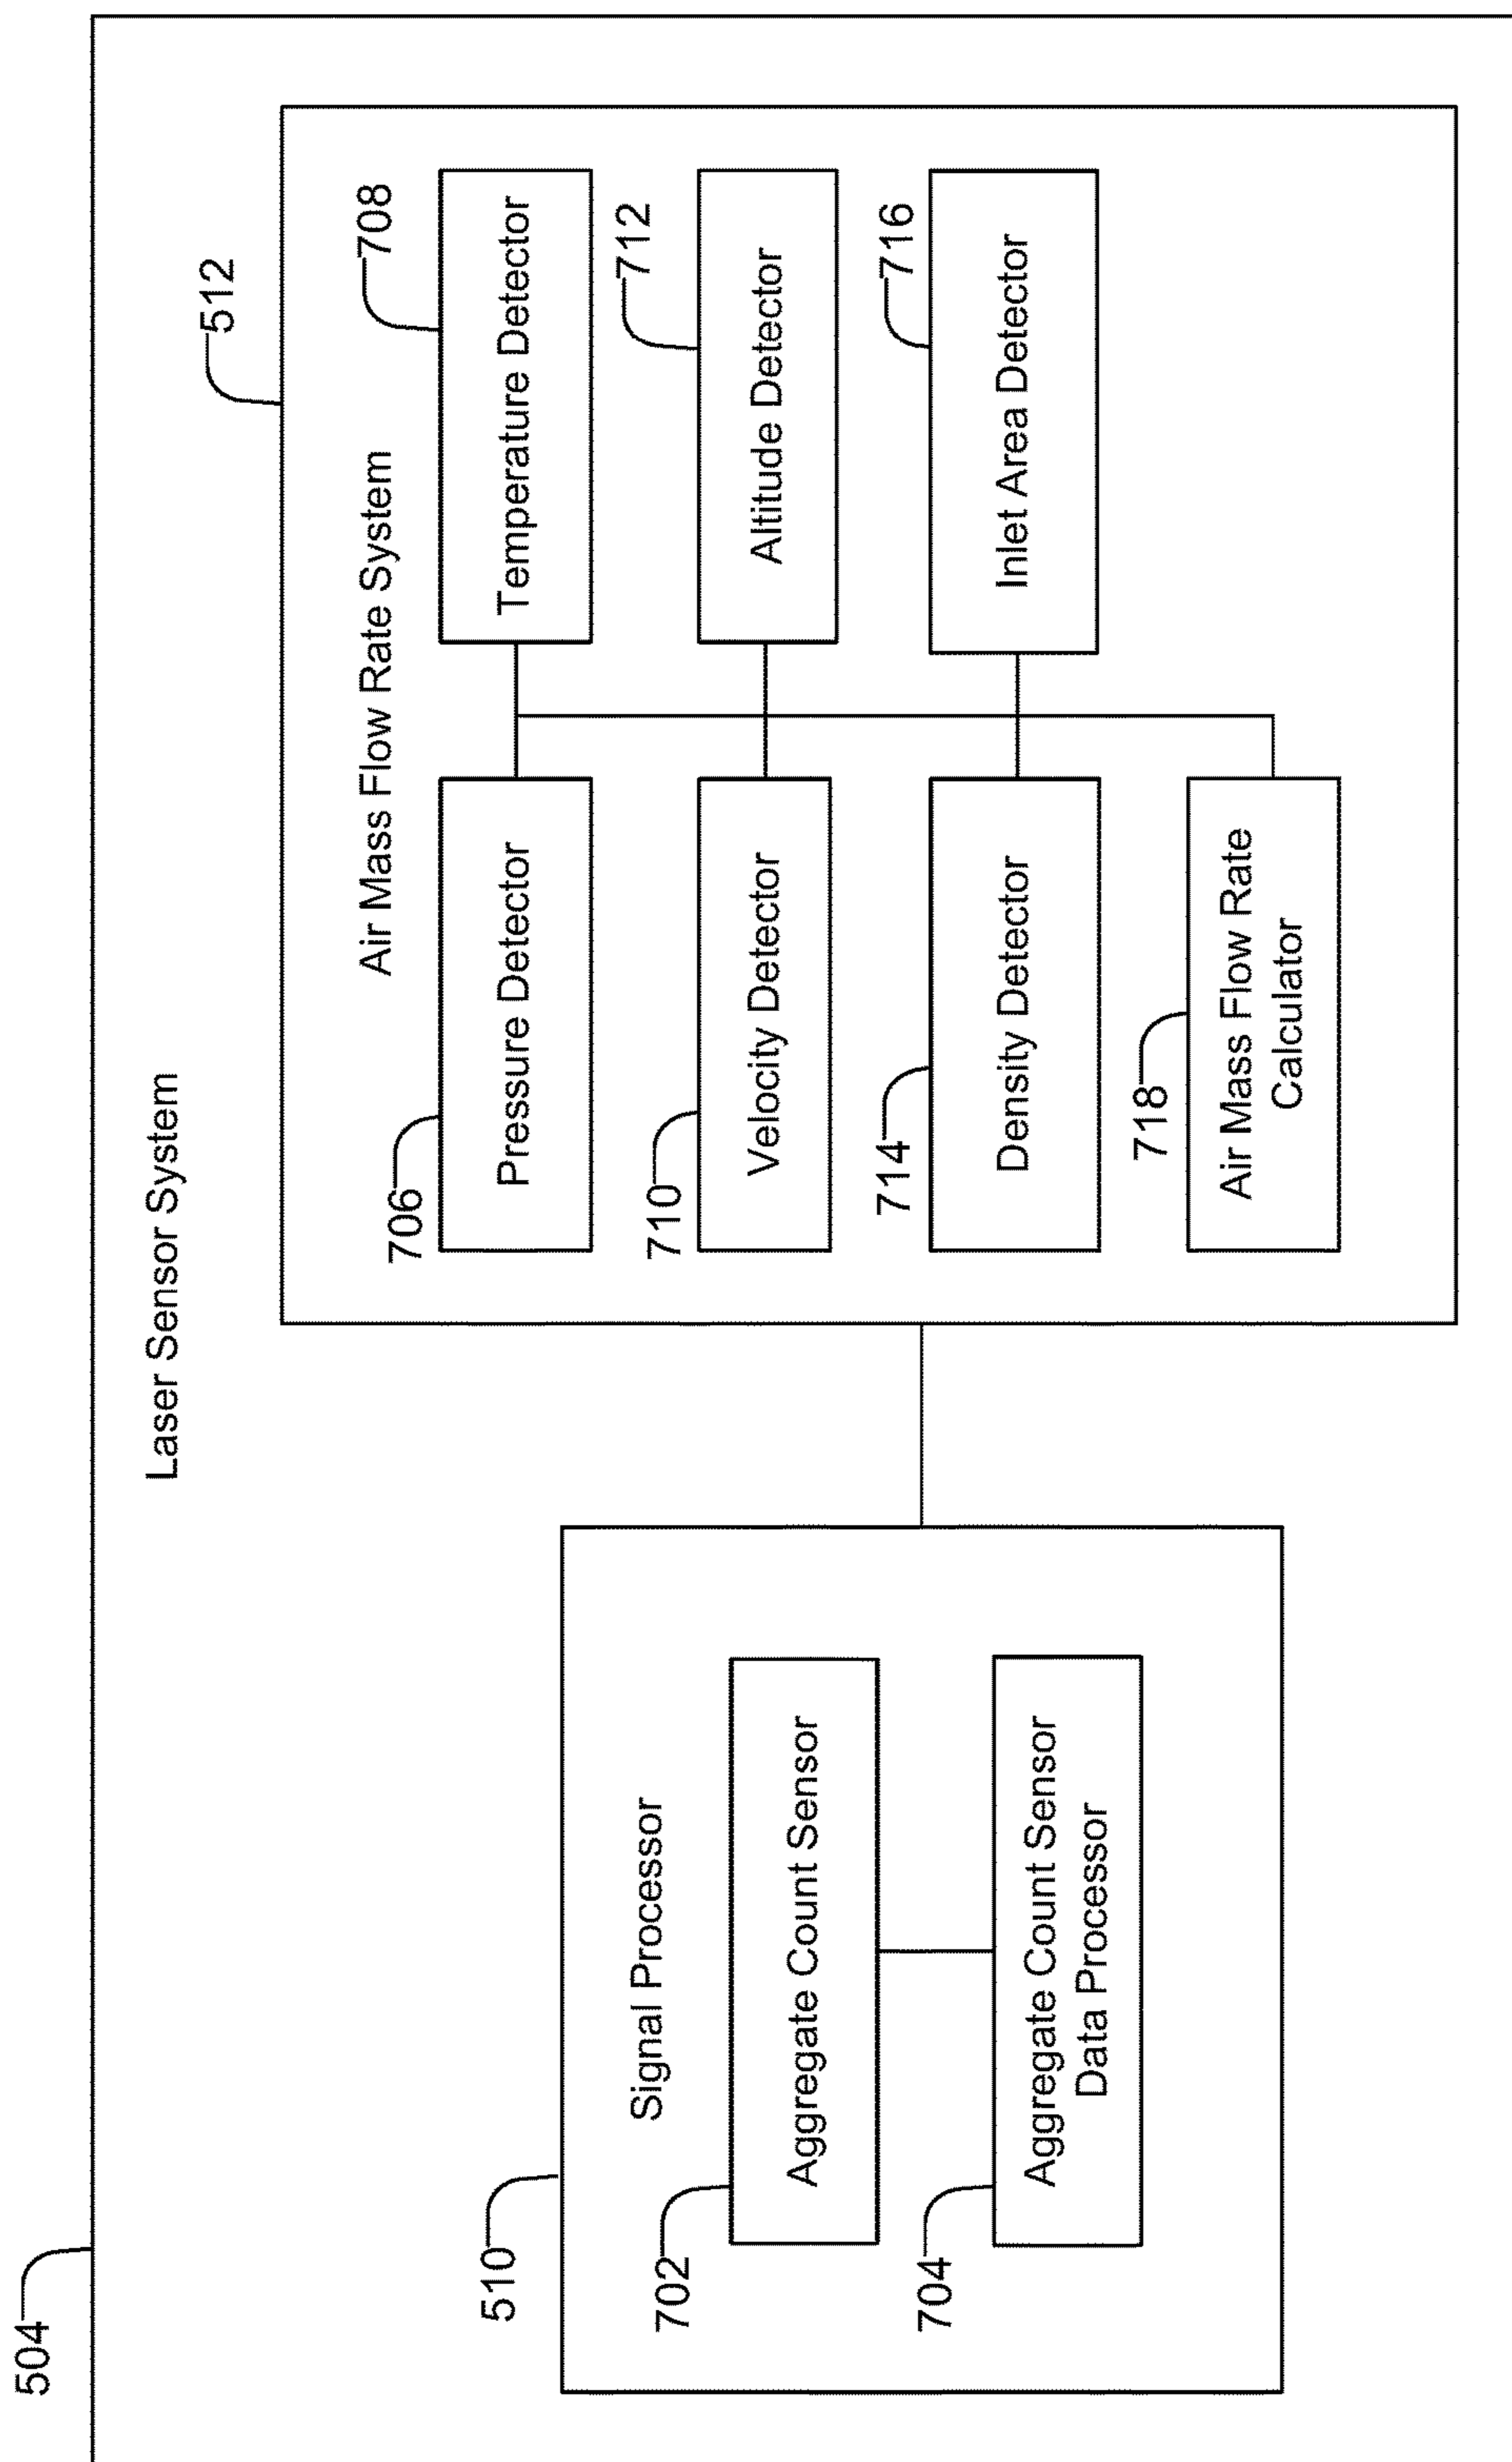 504
Laser Sensor System
510
Signal Processor
702
Aggregate Count Sensor
704
Aggregate Count Sensor
Data Processor
512
Air Mass Flow Rate System
706
Pressure Detector
708
Temperature Detector
710
Velocity Detector
712
Altitude Detector
714
Density Detector
716
Inlet Area Detector
718
Air Mass Flow Rate
Calculator